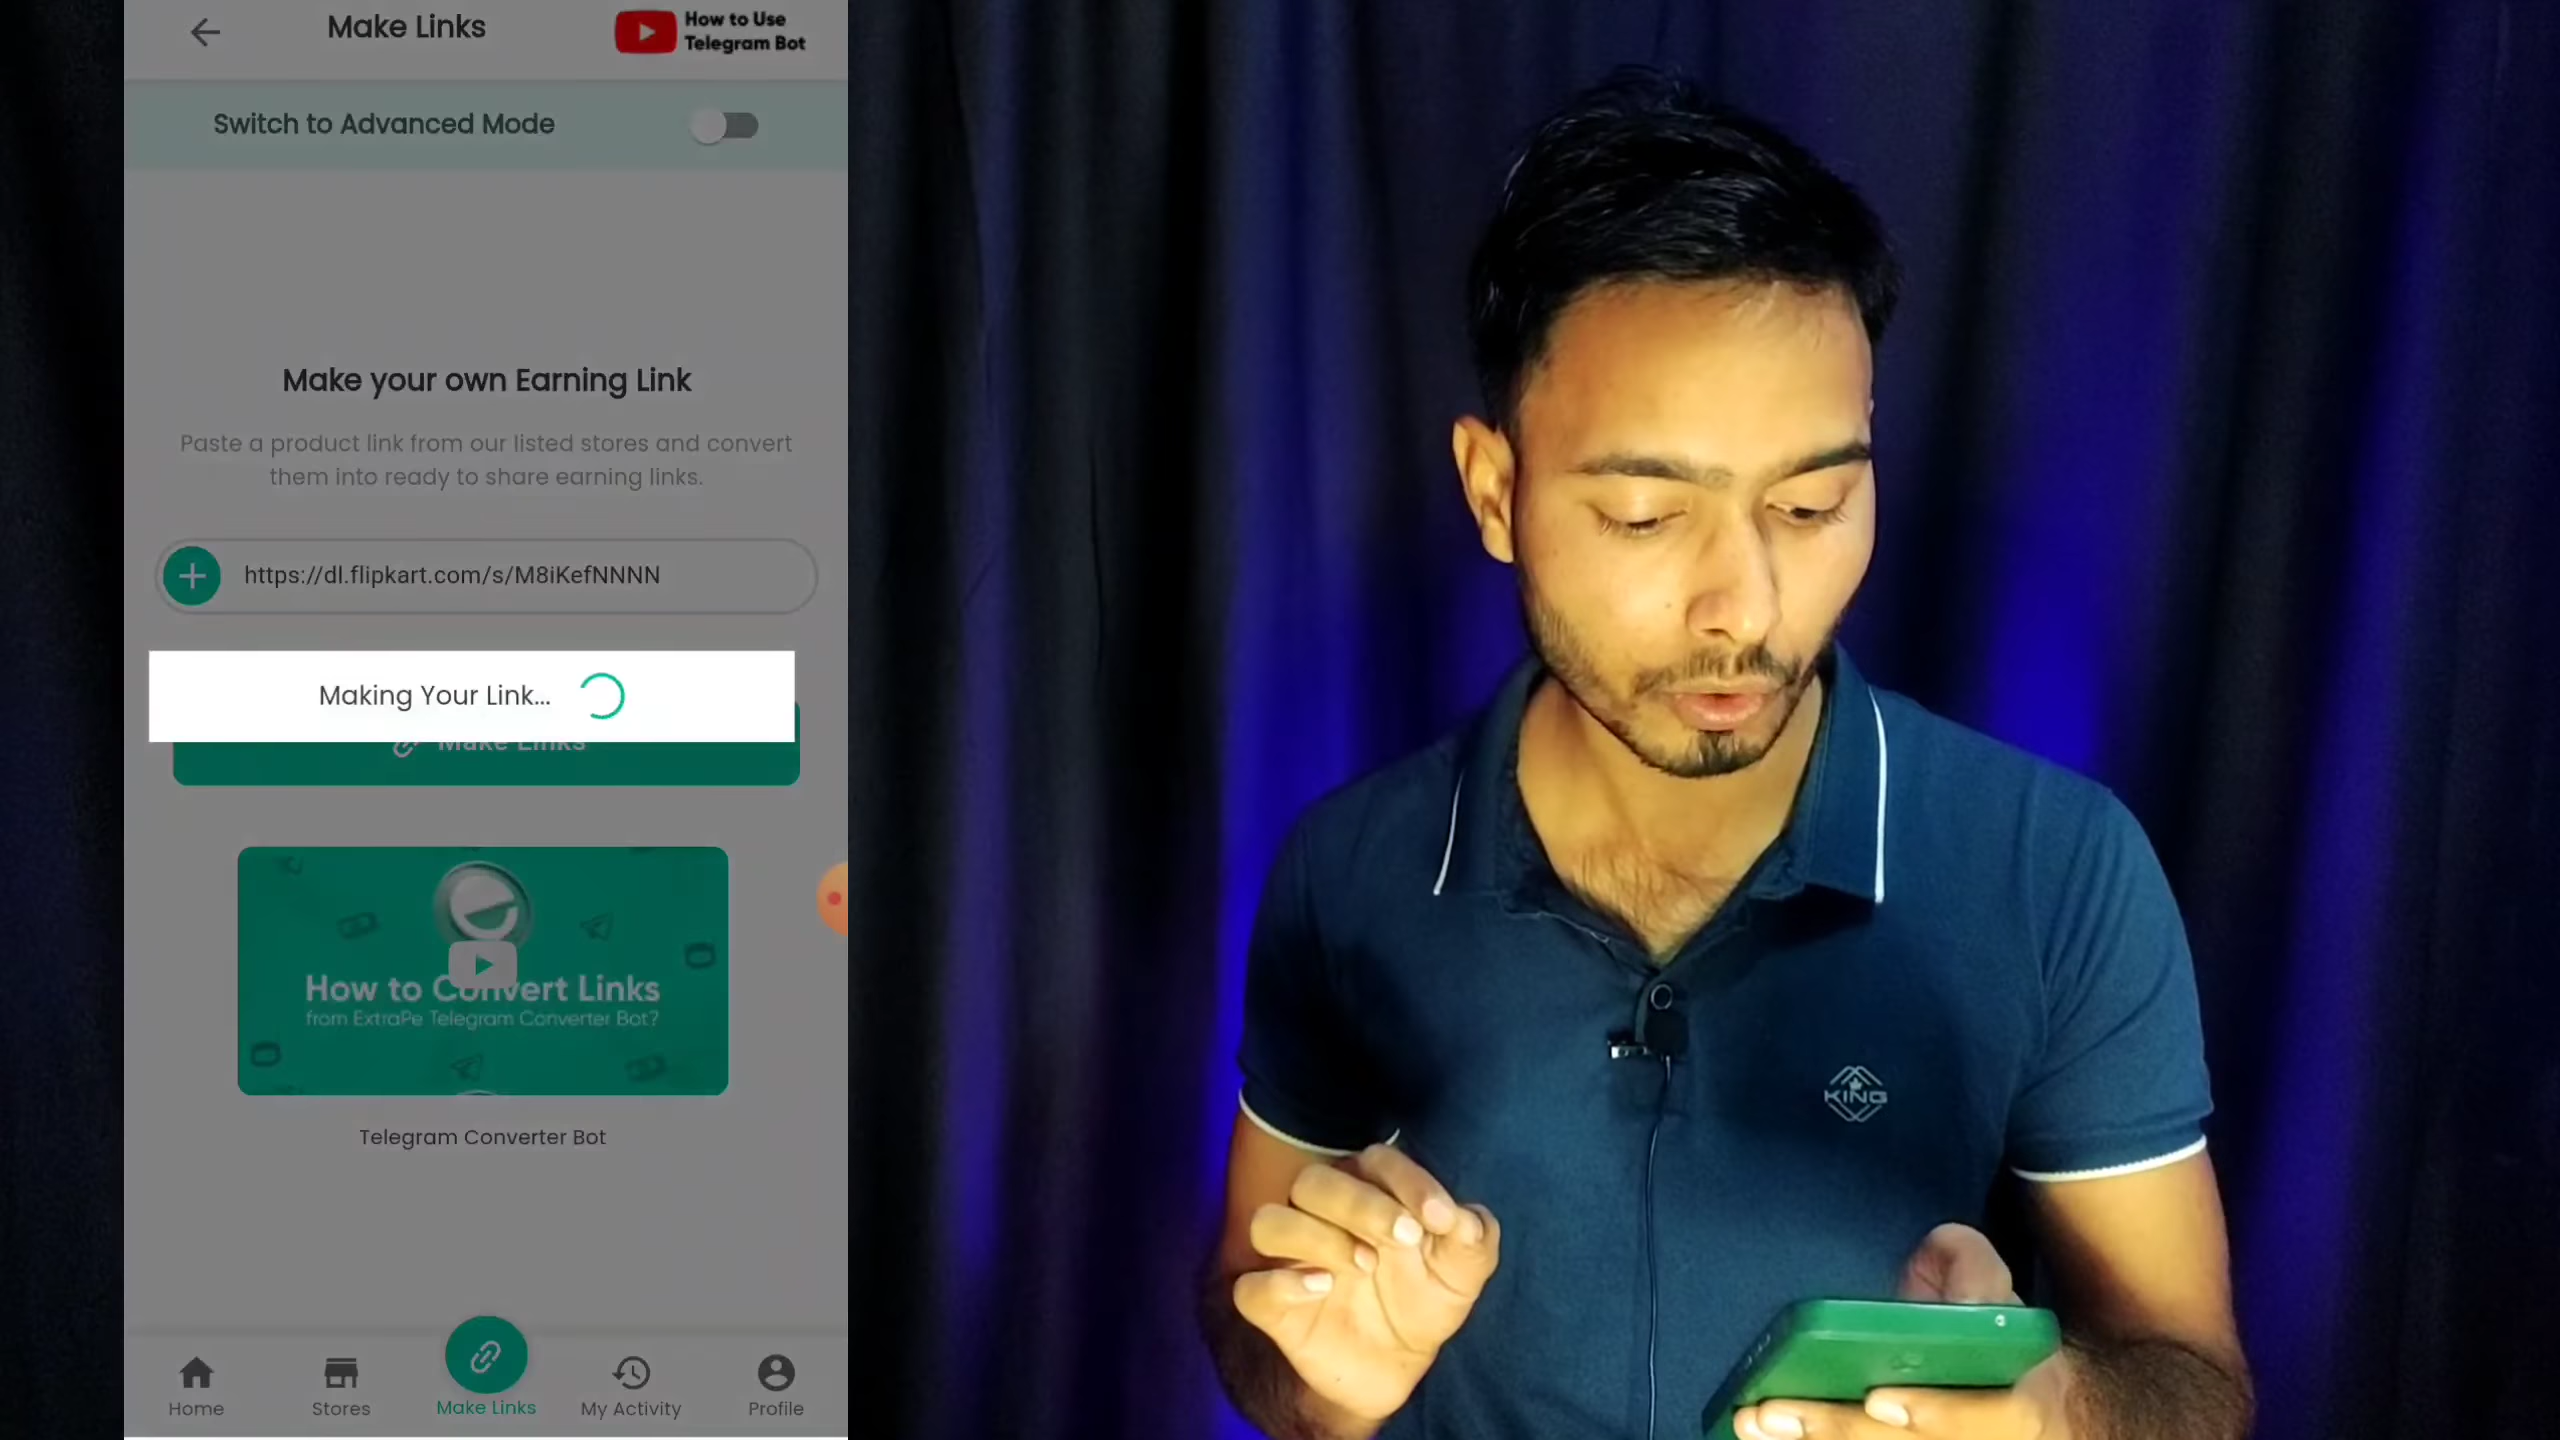 Make Links
How to Use
Telegram Bot
Switch to Advanced Mode
Make your own Earning Link
Paste a product link from our listed stores and convert
them into ready to share earning links.
https://dl.flipkart.com/s/M8iKefNNNN
Making Your Link...
Make Links
How to Convert Links
from ExtraPe Telegram Converter Bot?
Telegram Converter Bot
Home
Stores
Make Links
My Activity
Profile
KING